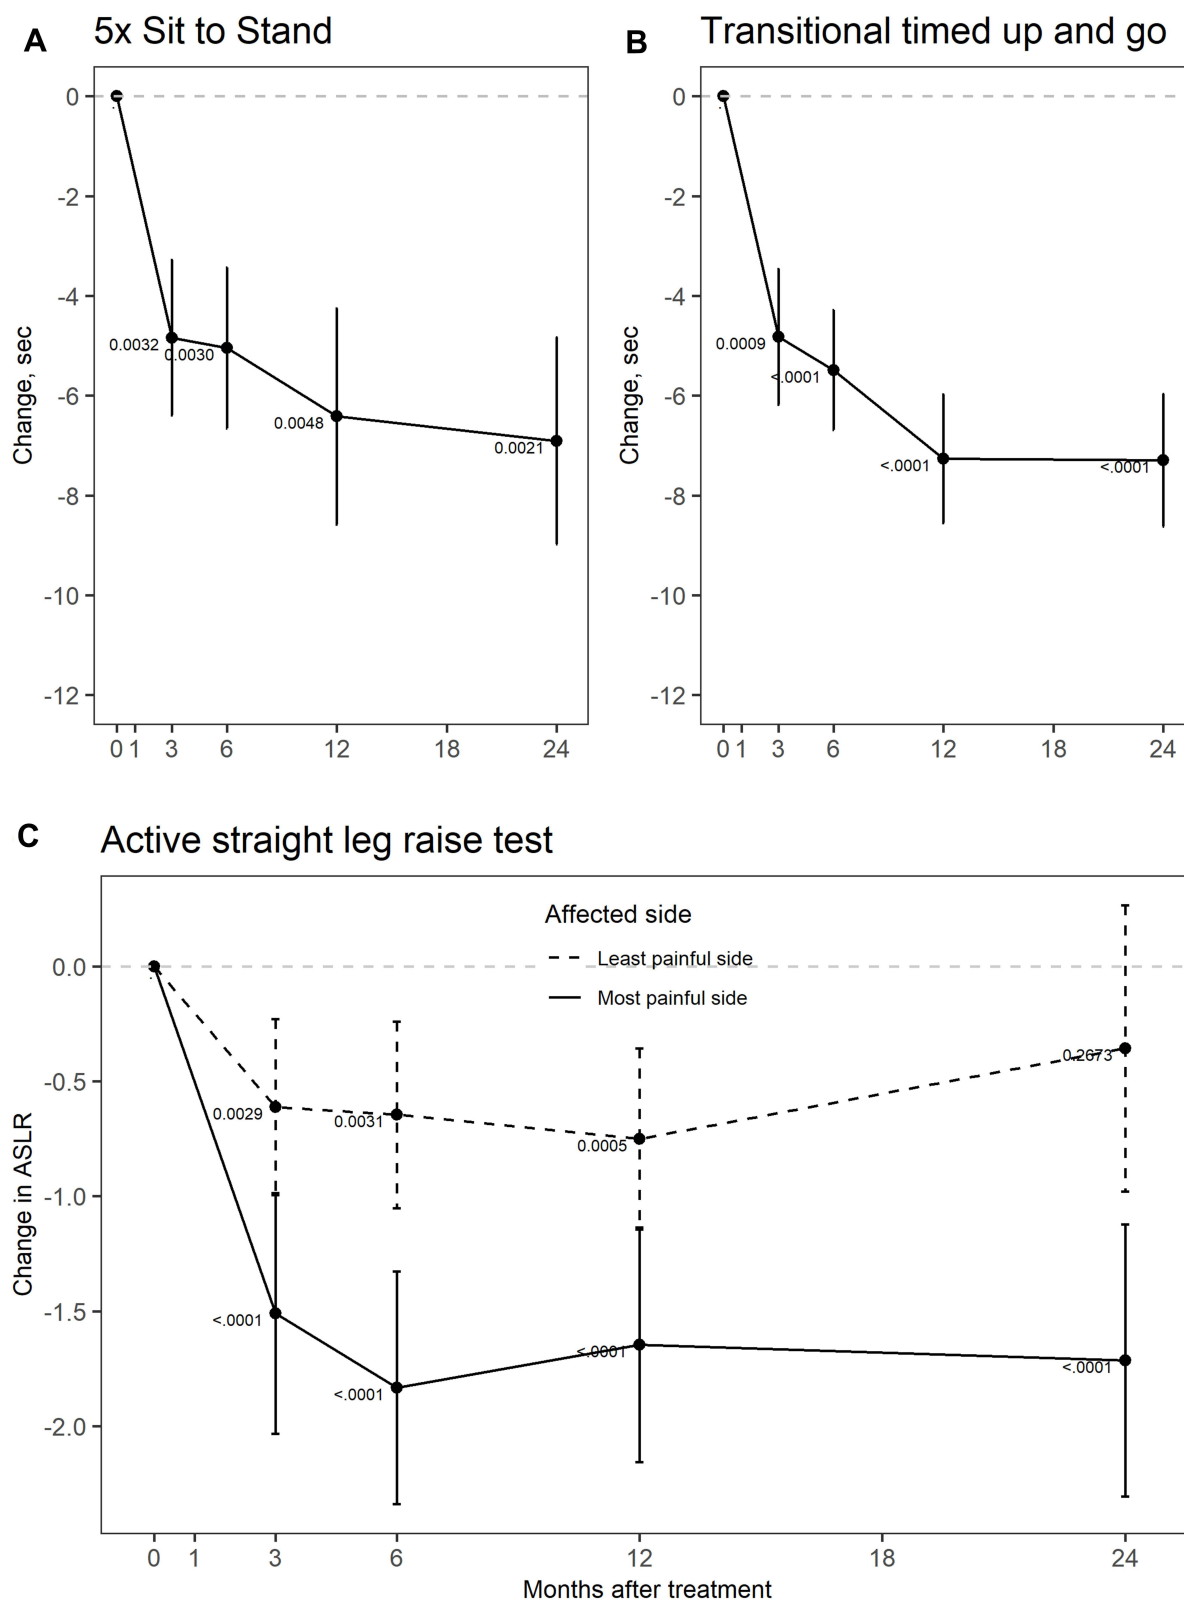 A 5x Sit to Stand
0
-2
-4
-6
-8
-10
-12
Change, sec
0.0032
0.0030
0.0048
0.0021
0 1 3 6 12 18 24
B Transitional timed up and go
0
-2
-4
-6
-8
-10
-12
Change, sec
0.0009
<.0001
<.0001
<.0001
0 1 3 6 12 18 24
C Active straight leg raise test
Affected side
Least painful side
Most painful side
0.0
-0.5
-1.0
-1.5
-2.0
Change in ASLR
0.0029
0.0031
0.0005
0.2673
<.0001
<.0001
<.0001
<.0001
0 1 3 6 12 18 24
Months after treatment